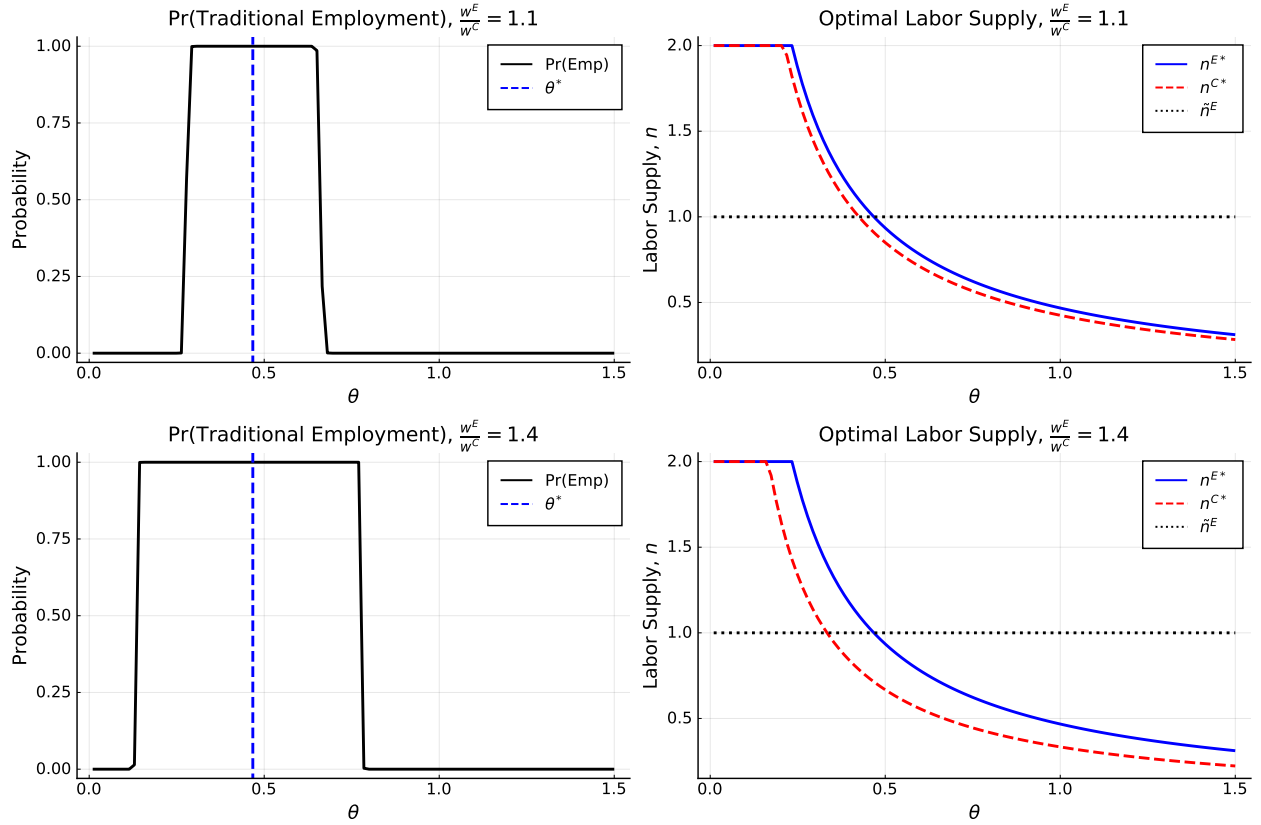 Pr(Traditional Employment), w^E/w^C = 1.1
1.00
0.75
0.50
0.25
0.00
Probability
0.0
0.5
1.0
1.5
θ
Pr(Emp)
θ*
Optimal Labor Supply, w^E/w^C = 1.1
2.0
1.5
1.0
0.5
Labor Supply, n
0.0
0.5
1.0
1.5
θ
n^{E*}
n^{C*}
ñ^E
Pr(Traditional Employment), w^E/w^C = 1.4
1.00
0.75
0.50
0.25
0.00
Probability
0.0
0.5
1.0
1.5
θ
Pr(Emp)
θ*
Optimal Labor Supply, w^E/w^C = 1.4
2.0
1.5
1.0
0.5
Labor Supply, n
0.0
0.5
1.0
1.5
θ
n^{E*}
n^{C*}
ñ^E